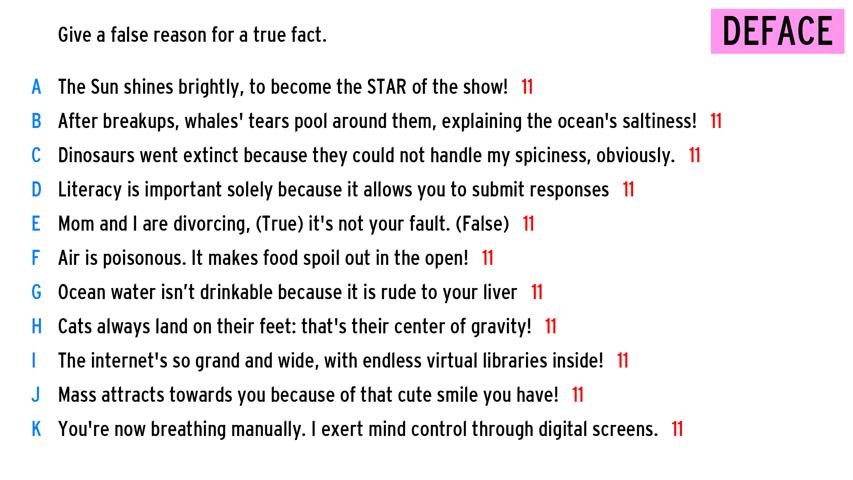 Give a false reason for a true fact.
DEFACE
A The Sun shines brightly, to become the STAR of the show! 11
B After breakups, whales' tears pool around them, explaining the ocean's saltiness! 11
C Dinosaurs went extinct because they could not handle my spiciness, obviously. 11
D Literacy is important solely because it allows you to submit responses 11
E Mom and I are divorcing, (True) it's not your fault. (False) 11
F Air is poisonous. It makes food spoil out in the open! 11
G Ocean water isn’t drinkable because it is rude to your liver 11
H Cats always land on their feet: that's their center of gravity! 11
I The internet's so grand and wide, with endless virtual libraries inside! 11
J Mass attracts towards you because of that cute smile you have! 11
K You're now breathing manually. I exert mind control through digital screens. 11